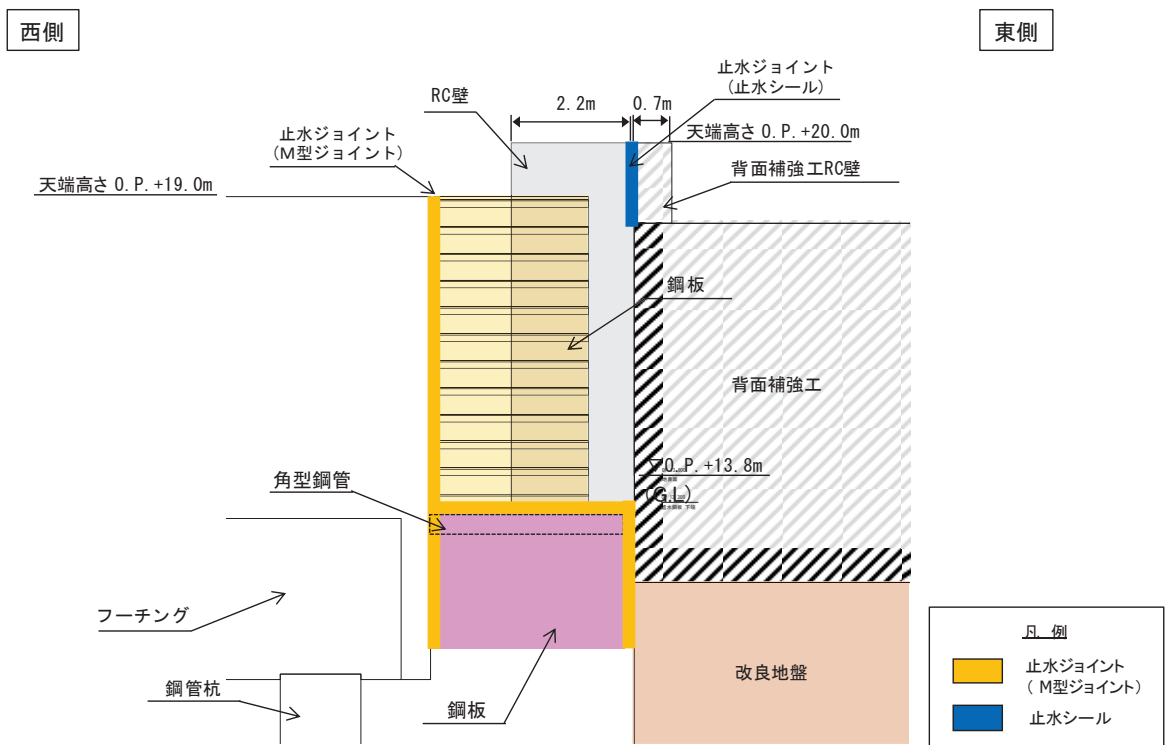 西側
東側
止水ジョイント
(止水シール)
RC壁
2.2m
0.7m
止水ジョイント
(M型ジョイント)
天端高さ O.P.+20.0m
背面補強工RC壁
天端高さ O.P.+19.0m
鋼板
背面補強工
▽O.P.+13.8m
(G.L)
角型鋼管
フーチング
鋼管杭
鋼板
改良地盤
凡 例
止水ジョイント
( M型ジョイント)
止水シール